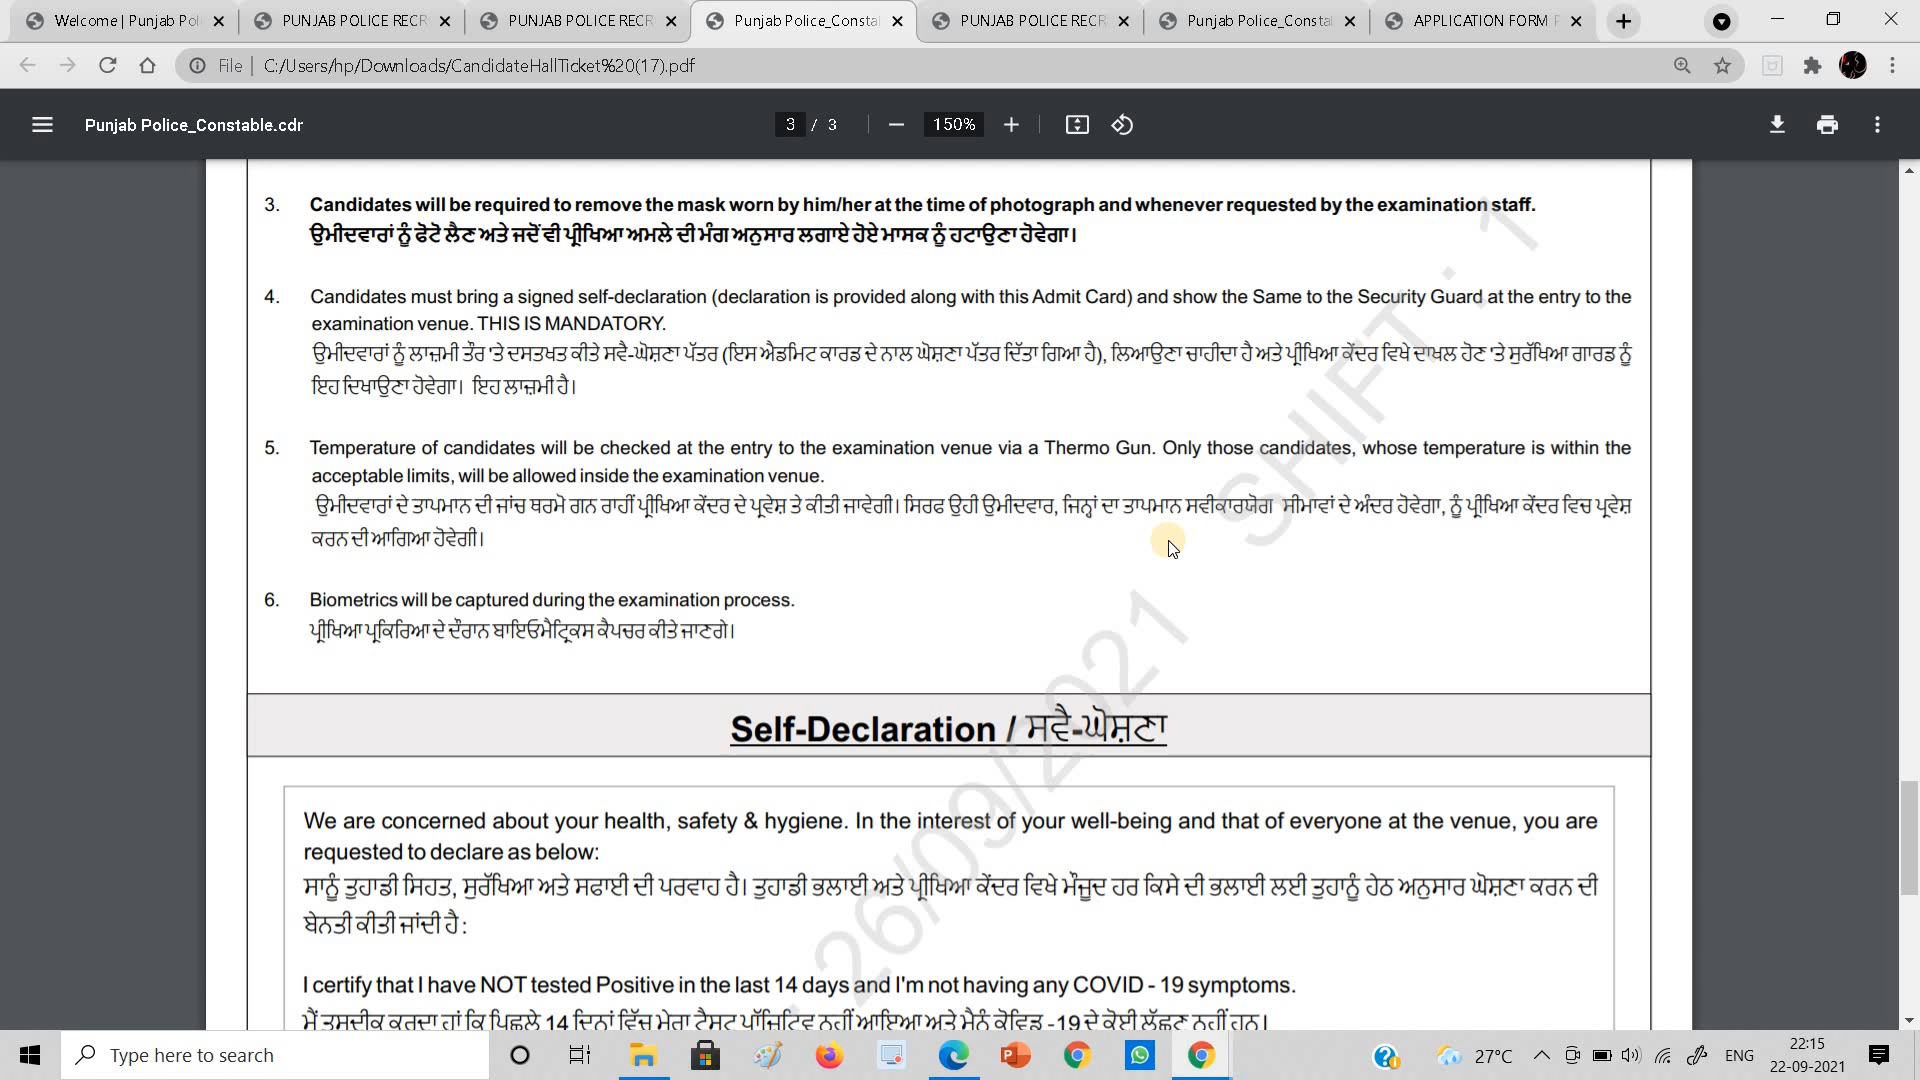 Welcome | Punjab Pol
PUNJAB POLICE RECR
PUNJAB POLICE RECR
Punjab Police_Consta
PUNJAB POLICE RECR
Punjab Police_Consta
APPLICATION FORM F
File | C:/Users/hp/Downloads/CandidateHallTicket%20(17).pdf
Punjab Police_Constable.cdr
3 / 3
150%
3. Candidates will be required to remove the mask worn by him/her at the time of photograph and whenever requested by the examination staff.
ਉਮੀਦਵਾਰਾਂ ਨੂੰ ਫੋਟੋ ਲੈਣ ਅਤੇ ਜਦੋਂ ਵੀ ਪ੍ਰੀਖਿਆ ਅਮਲੇ ਦੀ ਮੰਗ ਅਨੁਸਾਰ ਲਗਾਏ ਹੋਏ ਮਾਸਕ ਨੂੰ ਹਟਾਉਣਾ ਹੋਵੇਗਾ।
4. Candidates must bring a signed self-declaration (declaration is provided along with this Admit Card) and show the Same to the Security Guard at the entry to the
examination venue. THIS IS MANDATORY.
ਉਮੀਦਵਾਰਾਂ ਨੂੰ ਲਾਜ਼ਮੀ ਤੌਰ 'ਤੇ ਦਸਤਖਤ ਕੀਤੇ ਸਵੈ-ਘੋਸ਼ਣਾ ਪੱਤਰ (ਇਸ ਐਡਮਿਟ ਕਾਰਡ ਦੇ ਨਾਲ ਘੋਸ਼ਣਾ ਪੱਤਰ ਦਿੱਤਾ ਗਿਆ ਹੈ), ਲਿਆਉਣਾ ਚਾਹੀਦਾ ਹੈ ਅਤੇ ਪ੍ਰੀਖਿਆ ਕੇਂਦਰ ਵਿਖੇ ਦਾਖਲ ਹੋਣ 'ਤੇ ਸੁਰੱਖਿਆ ਗਾਰਡ ਨੂੰ
ਇਹ ਦਿਖਾਉਣਾ ਹੋਵੇਗਾ। ਇਹ ਲਾਜ਼ਮੀ ਹੈ।
5. Temperature of candidates will be checked at the entry to the examination venue via a Thermo Gun. Only those candidates, whose temperature is within the
acceptable limits, will be allowed inside the examination venue.
ਉਮੀਦਵਾਰਾਂ ਦੇ ਤਾਪਮਾਨ ਦੀ ਜਾਂਚ ਥਰਮੋ ਗਨ ਰਾਹੀਂ ਪ੍ਰੀਖਿਆ ਕੇਂਦਰ ਦੇ ਪ੍ਰਵੇਸ਼ ਤੇ ਕੀਤੀ ਜਾਵੇਗੀ। ਸਿਰਫ ਉਹੀ ਉਮੀਦਵਾਰ, ਜਿਨ੍ਹਾਂ ਦਾ ਤਾਪਮਾਨ ਸਵੀਕਾਰਯੋਗ ਸੀਮਾਵਾਂ ਦੇ ਅੰਦਰ ਹੋਵੇਗਾ, ਨੂੰ ਪ੍ਰੀਖਿਆ ਕੇਂਦਰ ਵਿਚ ਪ੍ਰਵੇਸ਼
ਕਰਨ ਦੀ ਆਗਿਆ ਹੋਵੇਗੀ।
6. Biometrics will be captured during the examination process.
ਪ੍ਰੀਖਿਆ ਪ੍ਰਕਿਰਿਆ ਦੇ ਦੌਰਾਨ ਬਾਇਓਮੈਟ੍ਰਿਕਸ ਕੈਪਚਰ ਕੀਤੇ ਜਾਣਗੇ।
26/09/2021 * SHIFT : 1
Self-Declaration / ਸਵੈ-ਘੋਸ਼ਣਾ
We are concerned about your health, safety & hygiene. In the interest of your well-being and that of everyone at the venue, you are
requested to declare as below:
ਸਾਨੂੰ ਤੁਹਾਡੀ ਸਿਹਤ, ਸੁਰੱਖਿਆ ਅਤੇ ਸਫਾਈ ਦੀ ਪਰਵਾਹ ਹੈ। ਤੁਹਾਡੀ ਭਲਾਈ ਅਤੇ ਪ੍ਰੀਖਿਆ ਕੇਂਦਰ ਵਿਖੇ ਮੌਜੂਦ ਹਰ ਕਿਸੇ ਦੀ ਭਲਾਈ ਲਈ ਤੁਹਾਨੂੰ ਹੇਠ ਅਨੁਸਾਰ ਘੋਸ਼ਣਾ ਕਰਨ ਦੀ
ਬੇਨਤੀ ਕੀਤੀ ਜਾਂਦੀ ਹੈ :
I certify that I have NOT tested Positive in the last 14 days and I'm not having any COVID - 19 symptoms.
ਮੈਂ ਤਸਦੀਕ ਕਰਦਾ ਹਾਂ ਕਿ ਪਿਛਲੇ 14 ਦਿਨਾਂ ਵਿੱਚ ਮੇਰਾ ਟੈਸਟ ਪਾੱਜਿਟਿਵ ਨਹੀਂ ਆਇਆ ਅਤੇ ਮੈਨੂੰ ਕੋਵਿਡ -19 ਦੇ ਕੋਈ ਲੱਛਣ ਨਹੀਂ ਹਨ।
Type here to search
27°C
ENG
22:15
22-09-2021